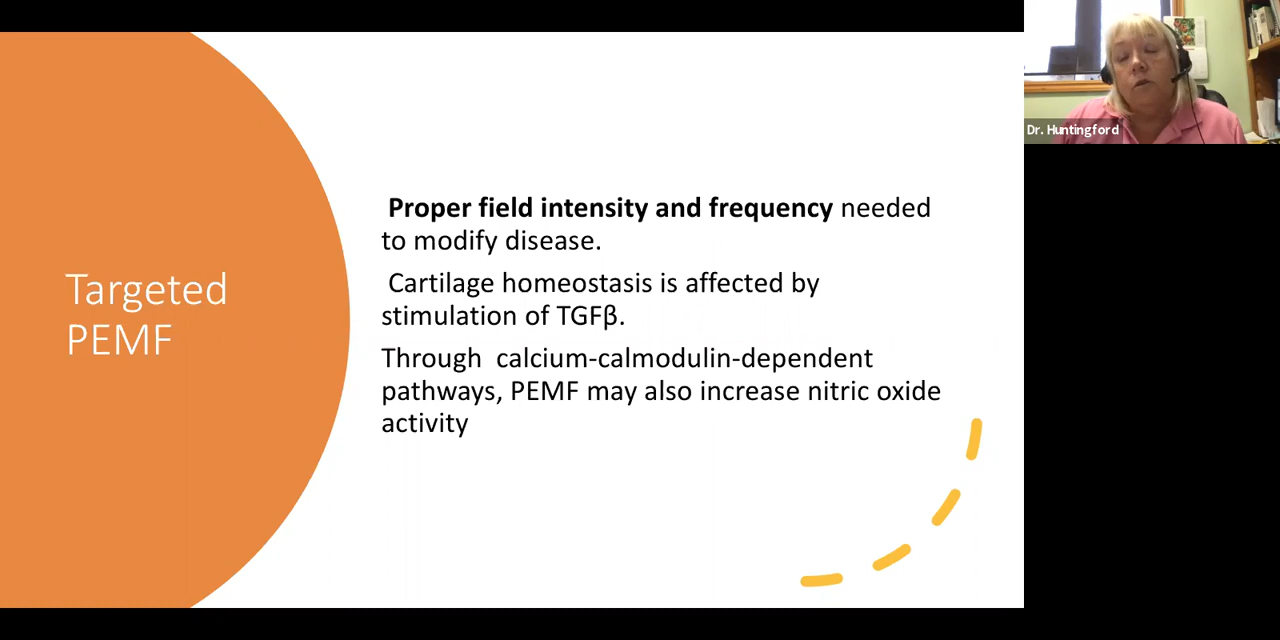 Targeted
PEMF
Proper field intensity and frequency needed
to modify disease.
Cartilage homeostasis is affected by
stimulation of TGFβ.
Through  calcium-calmodulin-dependent
pathways, PEMF may also increase nitric oxide
activity
Dr. Huntingford